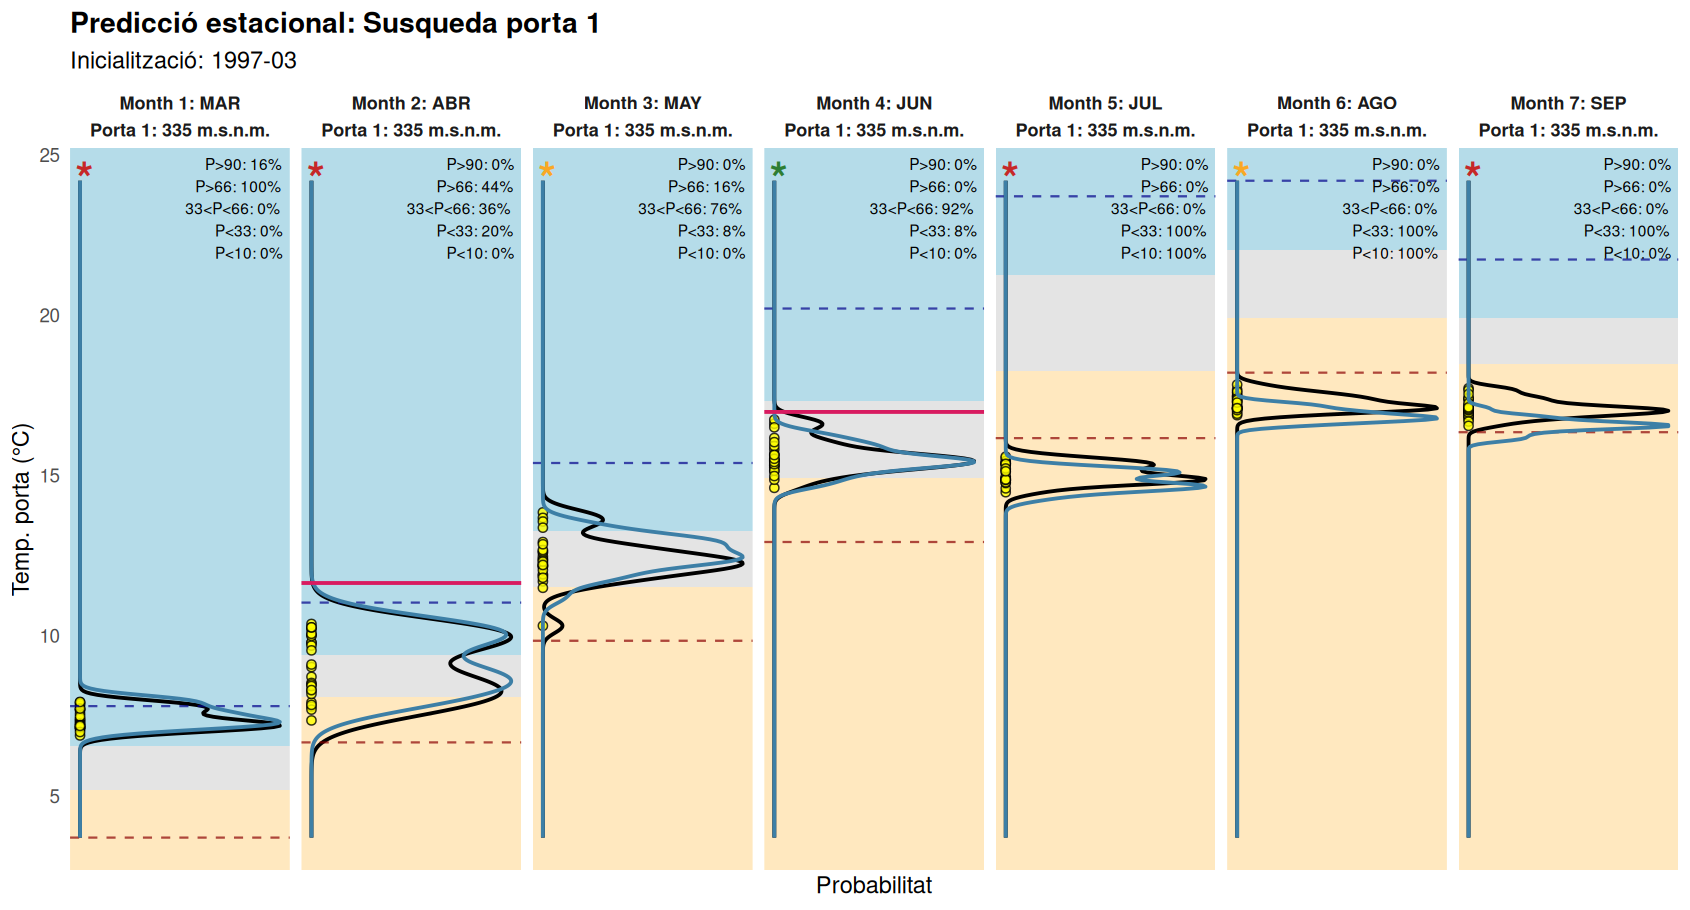 Predicció estacional: Susqueda porta 1
Inicialització: 1997-03
Month 1: MAR
Porta 1: 335 m.s.n.m.
Month 2: ABR
Porta 1: 335 m.s.n.m.
Month 3: MAY
Porta 1: 335 m.s.n.m.
Month 4: JUN
Porta 1: 335 m.s.n.m.
Month 5: JUL
Porta 1: 335 m.s.n.m.
Month 6: AGO
Porta 1: 335 m.s.n.m.
Month 7: SEP
Porta 1: 335 m.s.n.m.
*
P>90: 16%
P>66: 100%
33<P<66: 0%
P<33: 0%
P<10: 0%
*
P>90: 0%
P>66: 44%
33<P<66: 36%
P<33: 20%
P<10: 0%
*
P>90: 0%
P>66: 16%
33<P<66: 76%
P<33: 8%
P<10: 0%
*
P>90: 0%
P>66: 0%
33<P<66: 92%
P<33: 8%
P<10: 0%
*
P>90: 0%
P>66: 0%
33<P<66: 0%
P<33: 100%
P<10: 100%
*
P>90: 0%
P>66: 0%
33<P<66: 0%
P<33: 100%
P<10: 100%
*
P>90: 0%
P>66: 0%
33<P<66: 0%
P<33: 100%
P<10: 0%
25
20
15
10
5
Temp. porta (°C)
Probabilitat